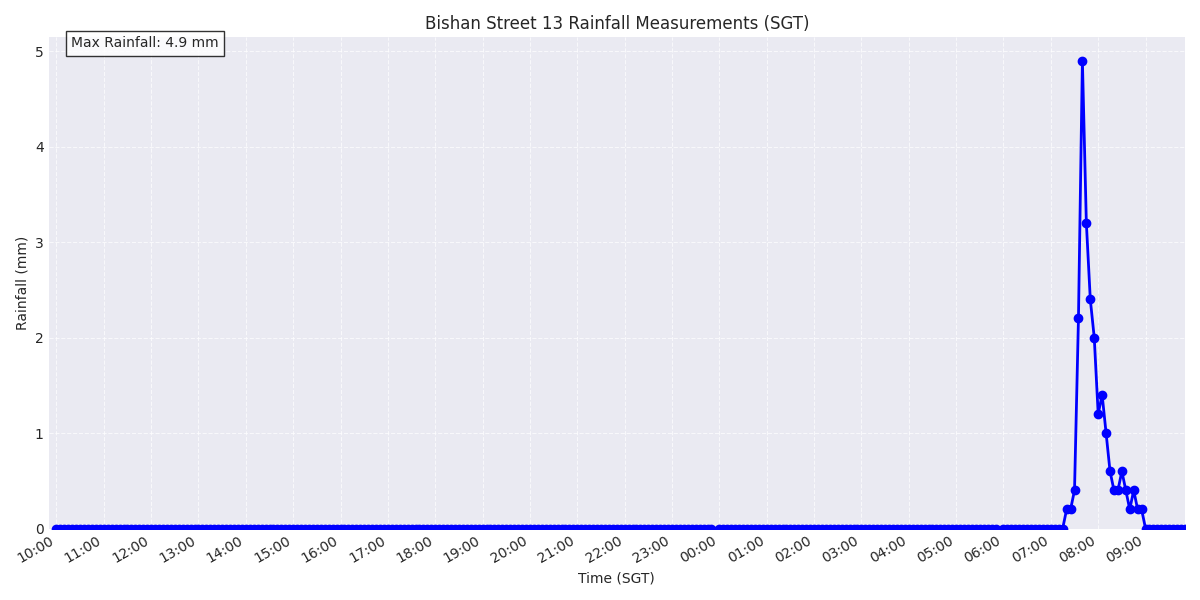 Bishan Street 13 Rainfall Measurements (SGT)
Max Rainfall: 4.9 mm
5
4
3
2
1
0
Rainfall (mm)
10:00 11:00 12:00 13:00 14:00 15:00 16:00 17:00 18:00 19:00 20:00 21:00 22:00 23:00 00:00 01:00 02:00 03:00 04:00 05:00 06:00 07:00 08:00 09:00
Time (SGT)